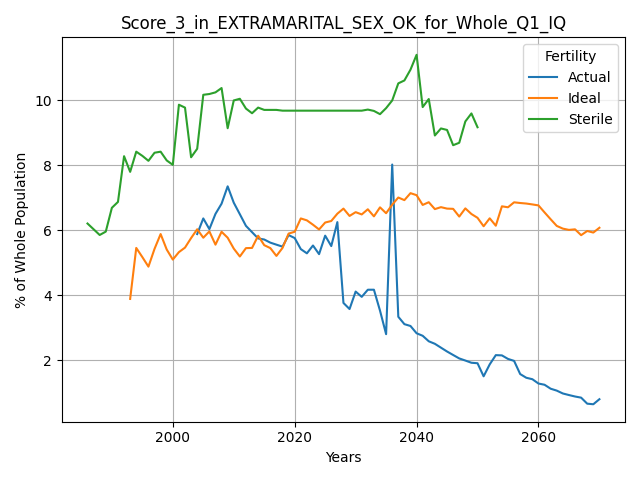 Score_3_in_EXTRAMARITAL_SEX_OK_for_Whole_Q1_IQ
Fertility
Actual
Ideal
Sterile
% of Whole Population
10
8
6
4
2
2000
2020
2040
2060
Years